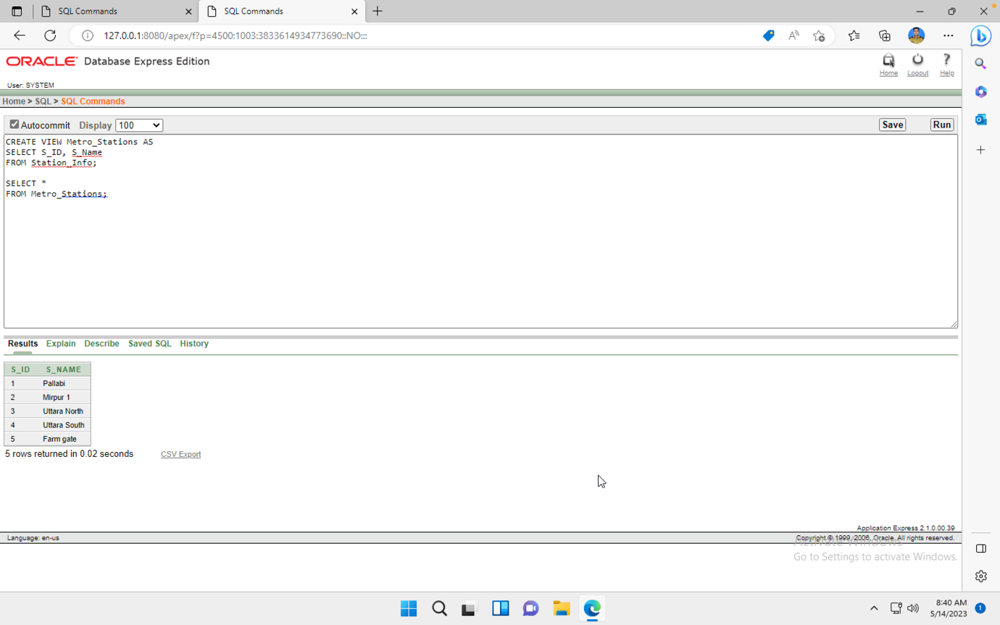 SQL Commands
SQL Commands
127.0.0.1:8080/apex/f?p=4500:1003:3833614934773690::NO:::
ORACLE Database Express Edition
Home
Logout
Help
User: SYSTEM
Home > SQL > SQL Commands
Autocommit Display 100
Save
Run
CREATE VIEW Metro_Stations AS
SELECT S_ID, S_Name
FROM Station_Info;
SELECT *
FROM Metro_Stations;
Results Explain Describe Saved SQL History
S_ID S_NAME
1 Pallabi
2 Mirpur 1
3 Uttara North
4 Uttara South
5 Farm gate
5 rows returned in 0.02 seconds CSV Export
Application Express 2.1.0.00.39
Language: en-us
Copyright © 1999, 2006, Oracle. All rights reserved.
Activate Windows
Go to Settings to activate Windows.
8:40 AM
5/14/2023
1